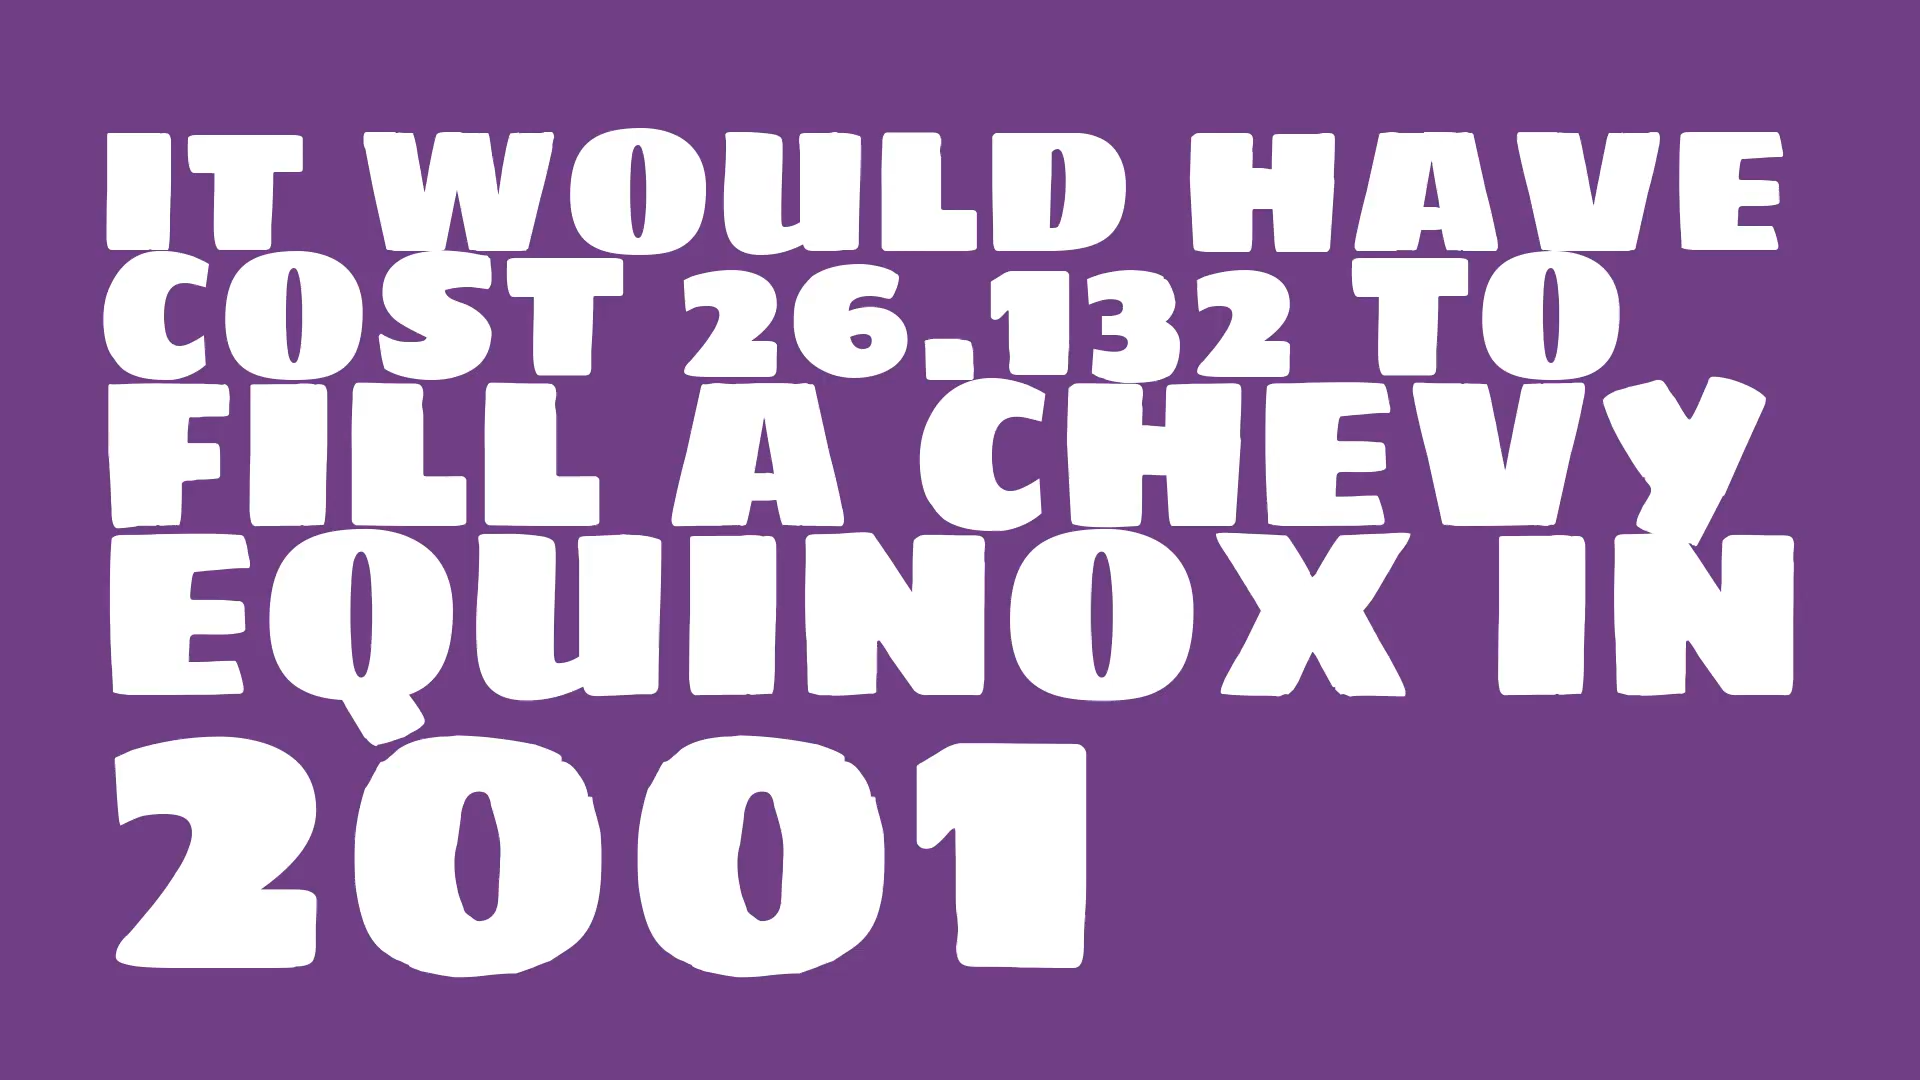 IT WOULD HAVE
COST 26.132 TO
FILL A CHEVY
EQUINOX IN
2001